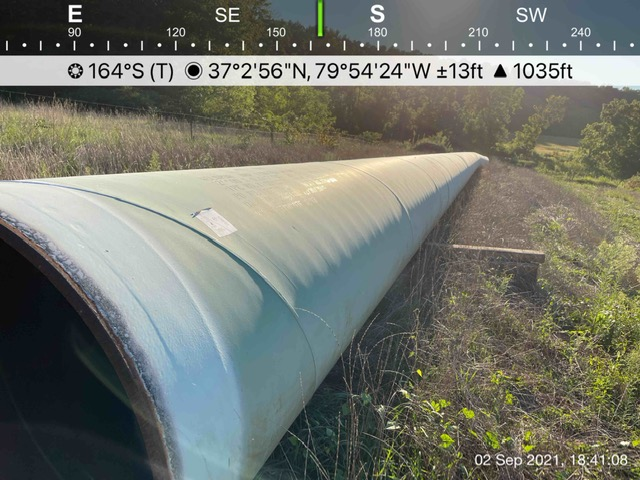 E SE S SW
90 120 150 180 210 240
164°S (T) 37°2'56"N, 79°54'24"W ±13ft ▲ 1035ft
02 Sep 2021, 18:41:08